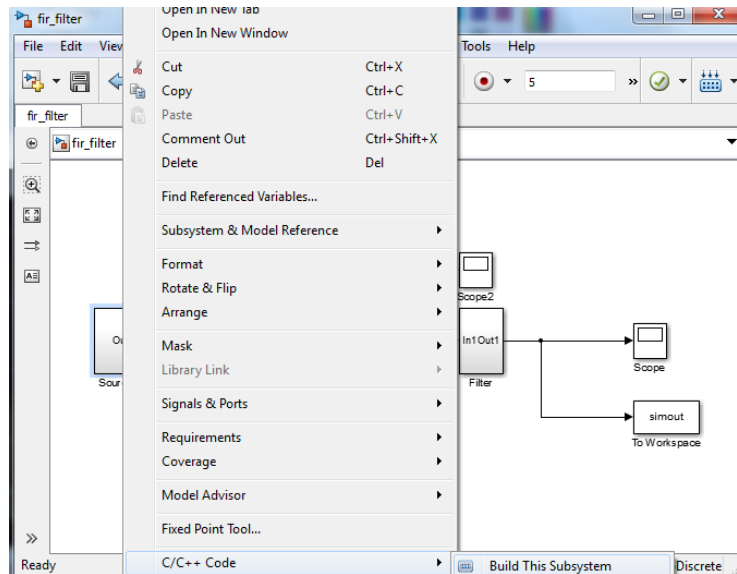 fir_filter
File Edit View
Tools Help
5
»
fir_filter
fir_filter
Open In New Tab
Open In New Window
Cut Ctrl+X
Copy Ctrl+C
Paste Ctrl+V
Comment Out Ctrl+Shift+X
Delete Del
Find Referenced Variables...
Subsystem & Model Reference
Format
Rotate & Flip
Arrange
Mask
Library Link
Signals & Ports
Requirements
Coverage
Model Advisor
Fixed Point Tool...
C/C++ Code
Build This Subsystem
Scope2
In1 Out1
Filter
Scope
simout
To Workspace
»
Ready
Discrete